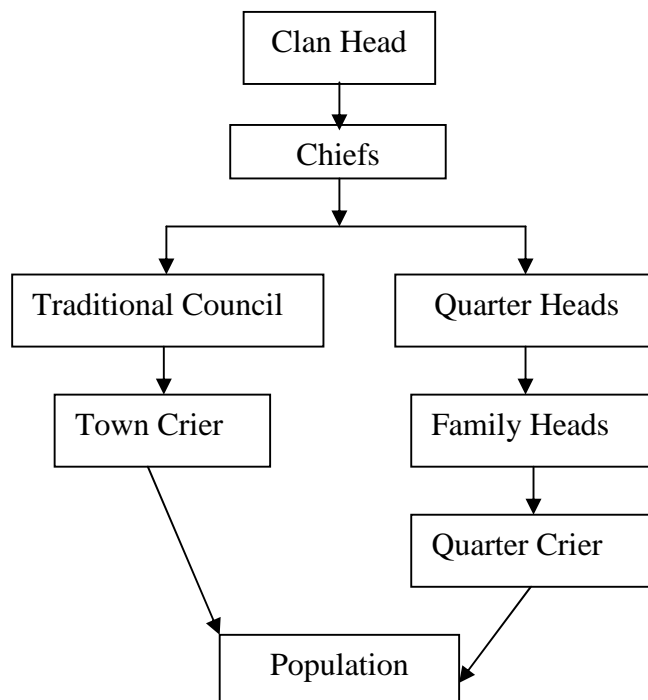 Clan Head
Chiefs
Traditional Council
Quarter Heads
Town Crier
Family Heads
Quarter Crier
Population